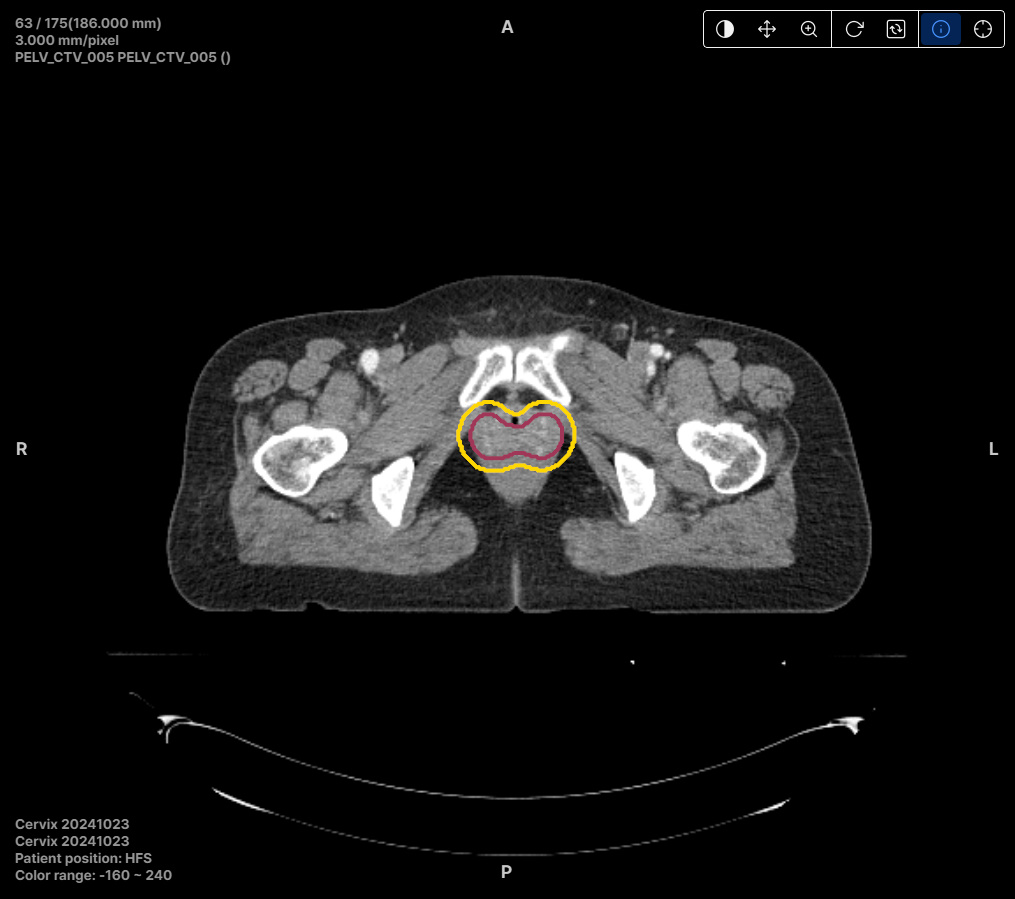 63 / 175(186.000 mm)
3.000 mm/pixel
PELV_CTV_005 PELV_CTV_005 ()
A
R
L
Cervix 20241023
Cervix 20241023
Patient position: HFS
Color range: -160 ~ 240
P